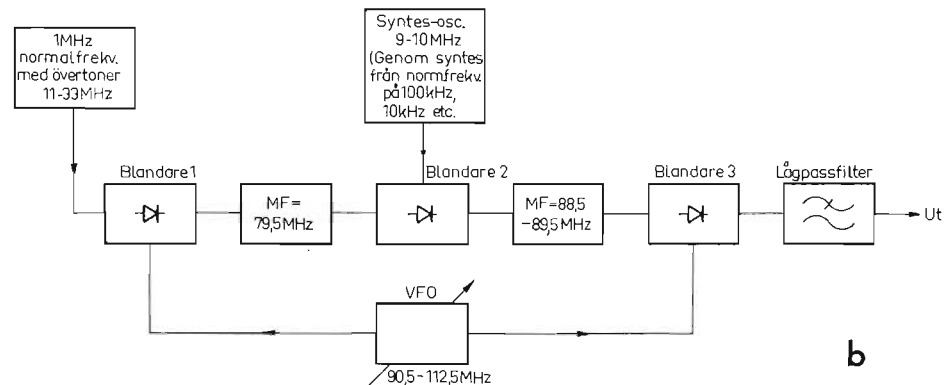 1MHz
normalfrekv.
med övertoner
11-33MHz
Syntes-osc.
9-10MHz
(Genom syntes
från normfrekv.
på 100kHz,
10kHz etc.
Blandare 1
MF=
79,5MHz
Blandare 2
MF=88,5
-89,5MHz
Blandare 3
Lågpassfilter
Ut
VFO
90,5-112,5MHz
b